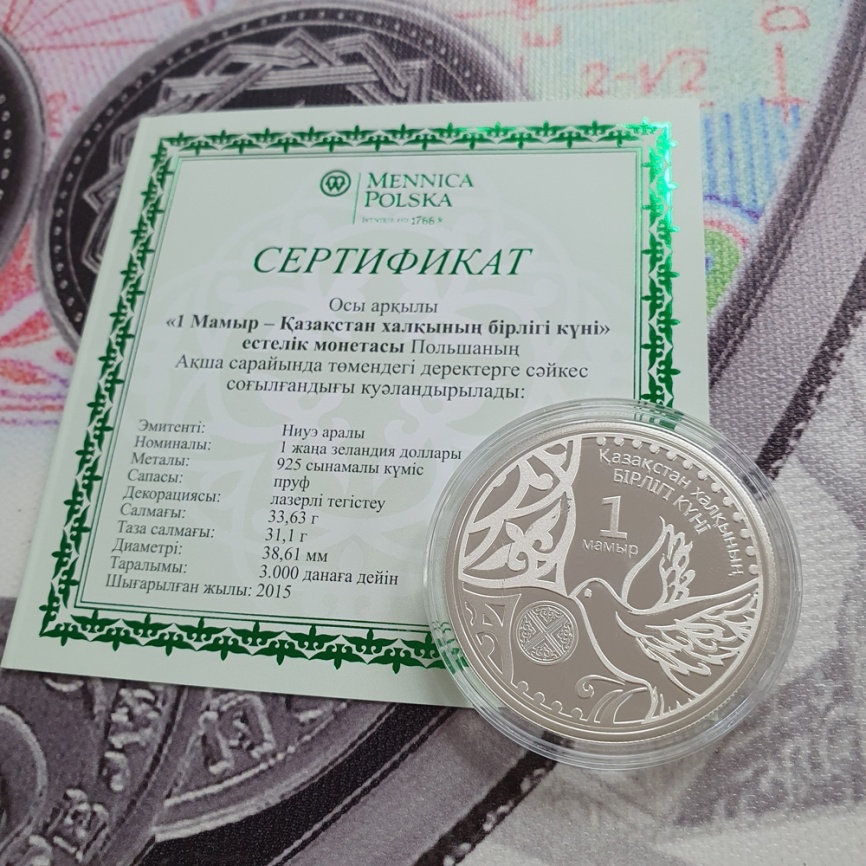 MENNICA
POLSKA
1766
СЕРТИФИКАТ
Осы арқылы
«1 Мамыр – Қазақстан халқының бірлігі күні»
естелік монетасы Польшаның
Ақша сарайында төмендегі деректерге сәйкес
соғылғандығы куәландырылады:
Эмитенті: Ниуэ аралы
Номиналы: 1 жаңа зеландия доллары
Металы: 925 сынамалы күміс
Сапасы: пруф
Декорациясы: лазерлі тегістеу
Салмағы: 33,63 г
Таза салмағы: 31,1 г
Диаметрі: 38,61 мм
Таралымы: 3.000 данаға дейін
Шығарылған жылы: 2015
Қазақстан халқының
БІРЛІГІ КҮНІ
1
мамыр
2-√2